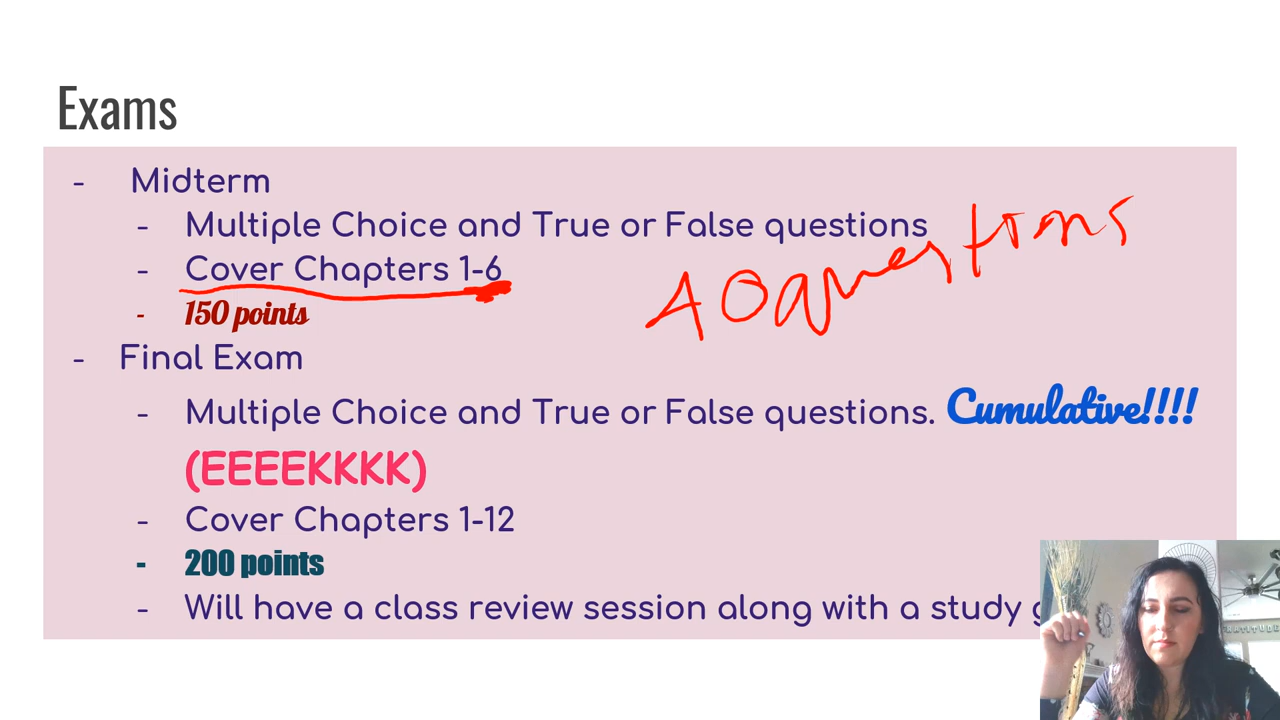 Exams
- Midterm
- Multiple Choice and True or False questions
- Cover Chapters 1-6
40questions
- 150 points
- Final Exam
- Multiple Choice and True or False questions. Cumulative!!!!
(EEEEKKKK)
- Cover Chapters 1-12
- 200 points
- Will have a class review session along with a study